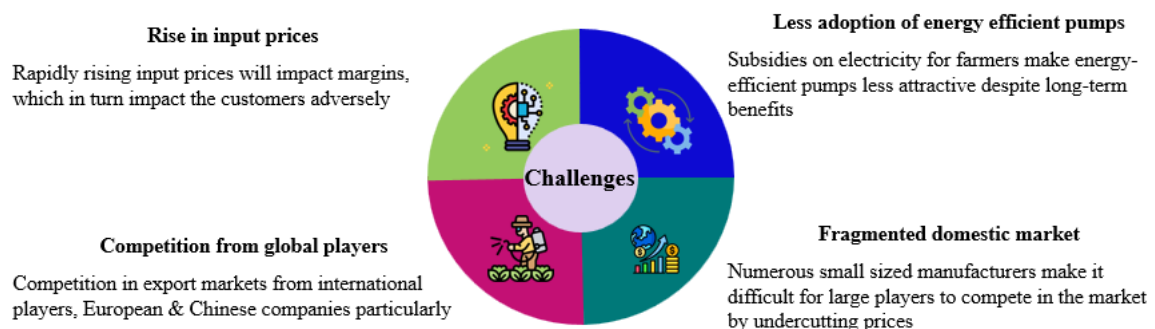 Rise in input prices
Rapidly rising input prices will impact margins,
which in turn impact the customers adversely
Less adoption of energy efficient pumps
Subsidies on electricity for farmers make energy-
efficient pumps less attractive despite long-term
benefits
Challenges
Competition from global players
Competition in export markets from international
players, European & Chinese companies particularly
Fragmented domestic market
Numerous small sized manufacturers make it
difficult for large players to compete in the market
by undercutting prices